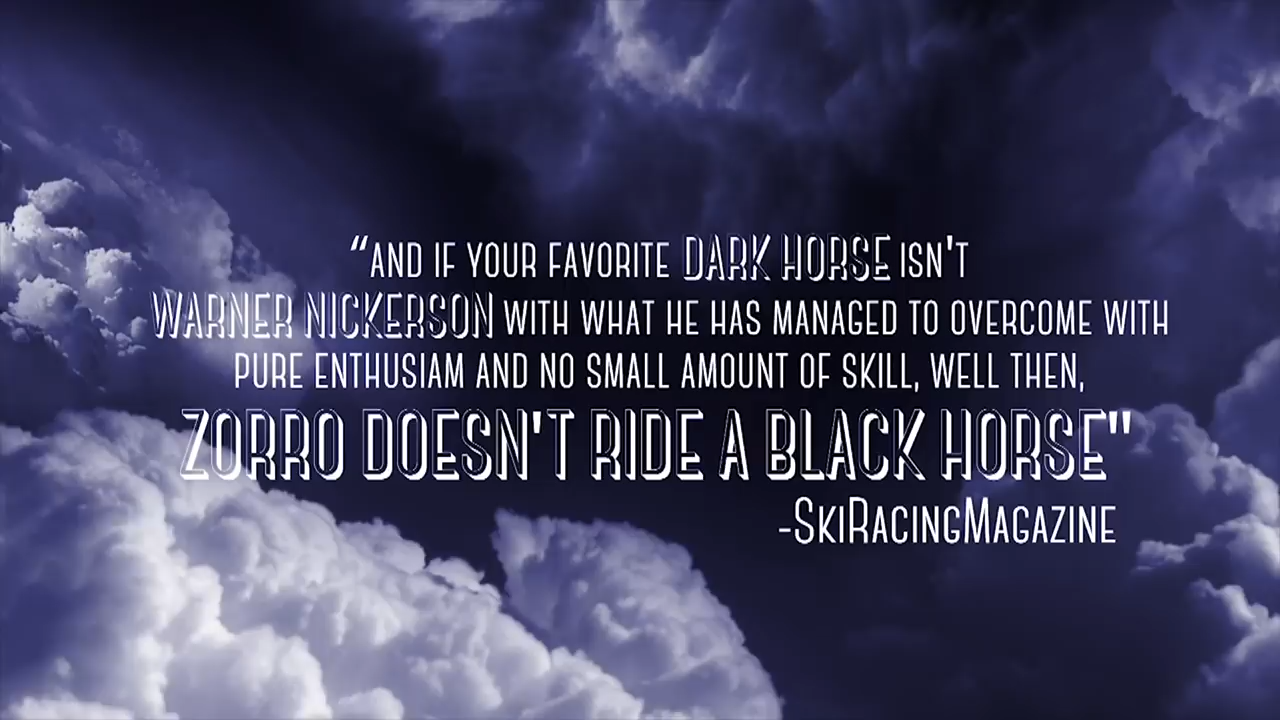 “AND IF YOUR FAVORITE DARK HORSE ISN'T
WARNER NICKERSON WITH WHAT HE HAS MANAGED TO OVERCOME WITH
PURE ENTHUSIAM AND NO SMALL AMOUNT OF SKILL, WELL THEN,
ZORRO DOESN'T RIDE A BLACK HORSE"
-SKIRACINGMAGAZINE